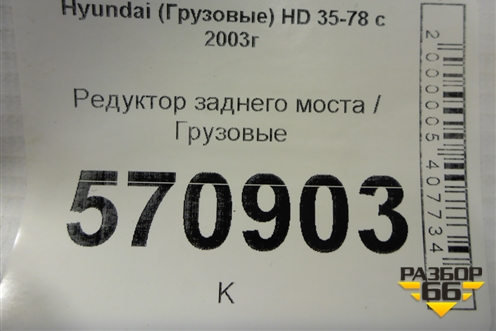 Hyundai (Грузовые) HD 35-78 с
2003г
Редуктор заднего моста /
Грузовые
570903
К
2000005407734
РАЗБОР
66